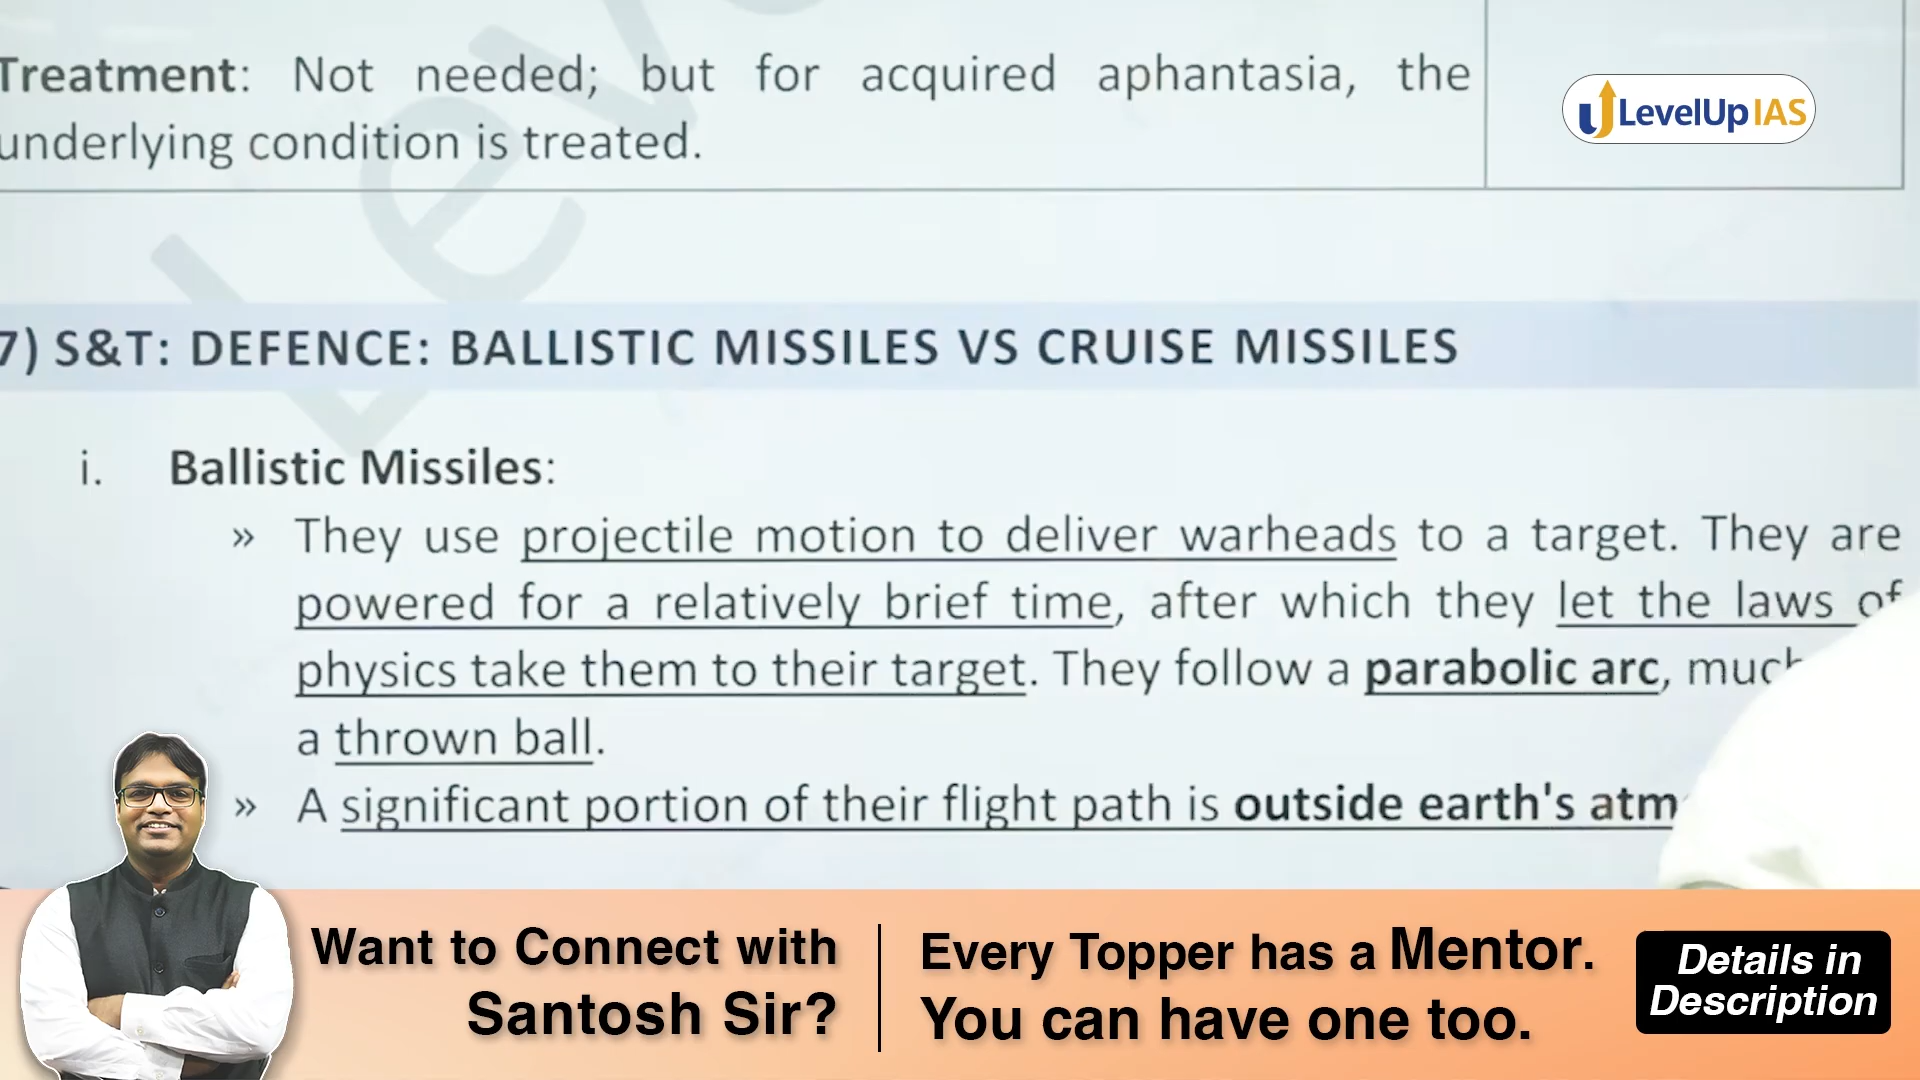 Treatment: Not needed; but for acquired aphantasia, the
underlying condition is treated.
LevelUp IAS
7) S&T: DEFENCE: BALLISTIC MISSILES VS CRUISE MISSILES
i. Ballistic Missiles:
» They use projectile motion to deliver warheads to a target. They are
powered for a relatively brief time, after which they let the laws of
physics take them to their target. They follow a parabolic arc, much
a thrown ball.
» A significant portion of their flight path is outside earth's
Want to Connect with
Santosh Sir?
Every Topper has a Mentor.
You can have one too.
Details in
Description